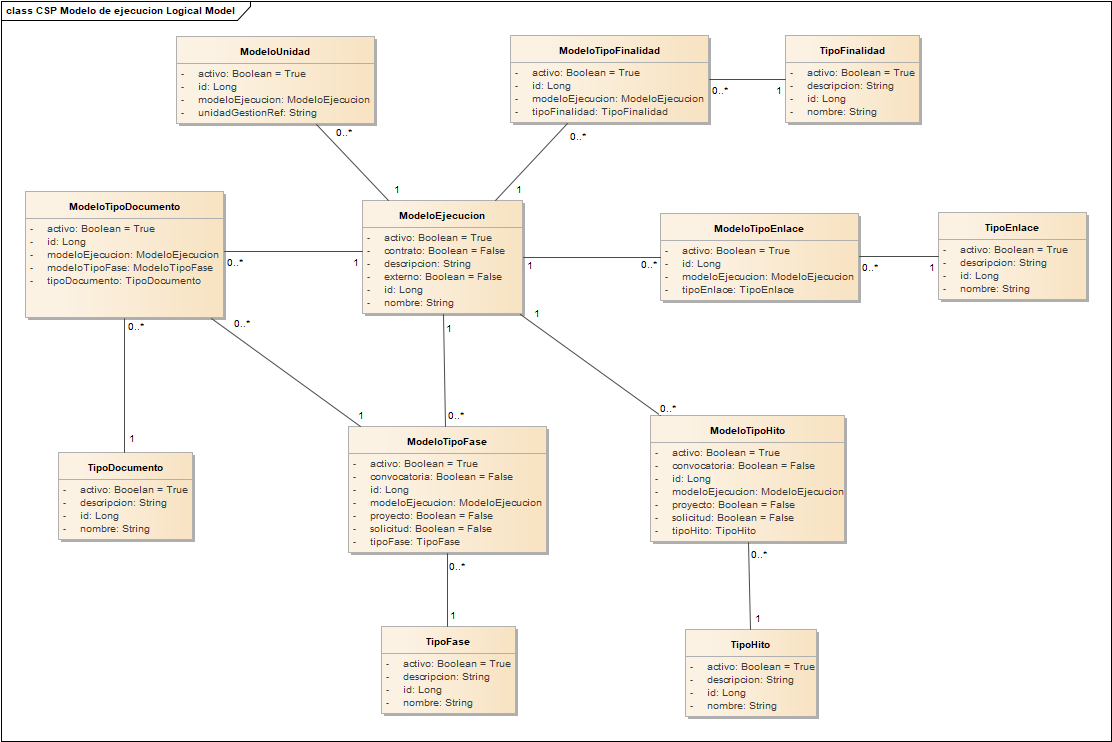 class CSP Modelo de ejecucion Logical Model
ModeloUnidad
- activo: Boolean = True
- id: Long
- modeloEjecucion: ModeloEjecucion
- unidadGestionRef: String
0..*
1
ModeloTipoFinalidad
- activo: Boolean = True
- id: Long
- modeloEjecucion: ModeloEjecucion
- tipoFinalidad: TipoFinalidad
0..*
1
0..*
1
TipoFinalidad
- activo: Boolean = True
- descripcion: String
- id: Long
- nombre: String
ModeloTipoDocumento
- activo: Boolean = True
- id: Long
- modeloEjecucion: ModeloEjecucion
- modeloTipoFase: ModeloTipoFase
- tipoDocumento: TipoDocumento
0..*
1
ModeloEjecucion
- activo: Boolean = True
- contrato: Boolean = False
- descripcion: String
- externo: Boolean = False
- id: Long
- nombre: String
1
0..*
ModeloTipoEnlace
- activo: Boolean = True
- id: Long
- modeloEjecucion: ModeloEjecucion
- tipoEnlace: TipoEnlace
0..*
1
TipoEnlace
- activo: Boolean = True
- descripcion: String
- id: Long
- nombre: String
0..*
1
0..*
1
1
0..*
1
0..*
TipoDocumento
- activo: Booelan = True
- descripcion: String
- id: Long
- nombre: String
ModeloTipoFase
- activo: Boolean = True
- convocatoria: Boolean = False
- id: Long
- modeloEjecucion: ModeloEjecucion
- proyecto: Boolean = False
- solicitud: Boolean = False
- tipoFase: TipoFase
0..*
1
ModeloTipoHito
- activo: Boolean = True
- convocatoria: Boolean = False
- id: Long
- modeloEjecucion: ModeloEjecucion
- proyecto: Boolean = False
- solicitud: Boolean = False
- tipoHito: TipoHito
0..*
1
TipoFase
- activo: Boolean = True
- descripcion: String
- id: Long
- nombre: String
TipoHito
- activo: Boolean = True
- descripcion: String
- id: Long
- nombre: String